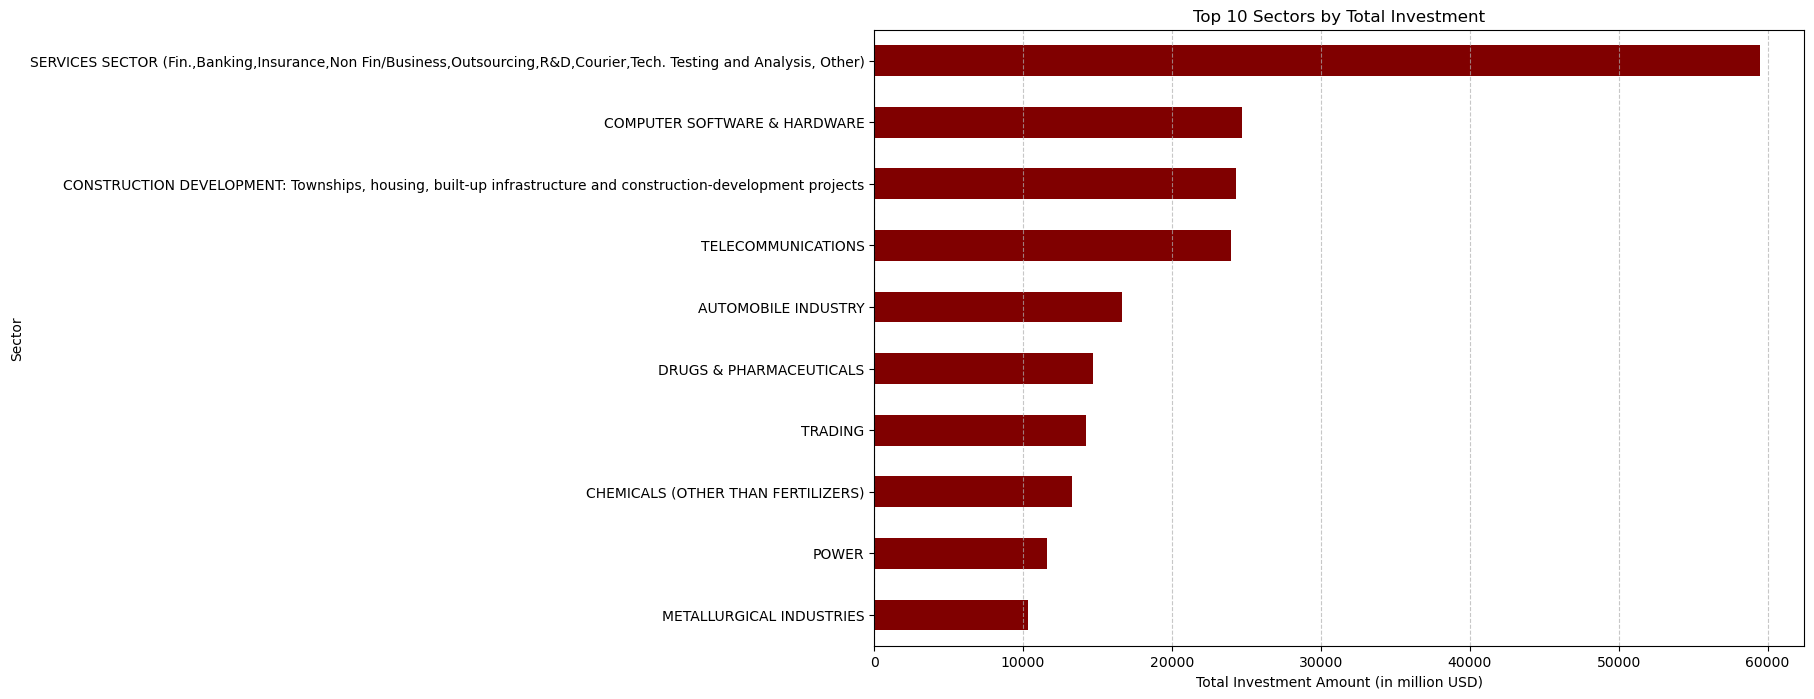 Top 10 Sectors by Total Investment
SERVICES SECTOR (Fin.,Banking,Insurance,Non Fin/Business,Outsourcing,R&D,Courier,Tech. Testing and Analysis, Other)
COMPUTER SOFTWARE & HARDWARE
CONSTRUCTION DEVELOPMENT: Townships, housing, built-up infrastructure and construction-development projects
TELECOMMUNICATIONS
AUTOMOBILE INDUSTRY
DRUGS & PHARMACEUTICALS
TRADING
CHEMICALS (OTHER THAN FERTILIZERS)
POWER
METALLURGICAL INDUSTRIES
Sector
0 10000 20000 30000 40000 50000 60000
Total Investment Amount (in million USD)